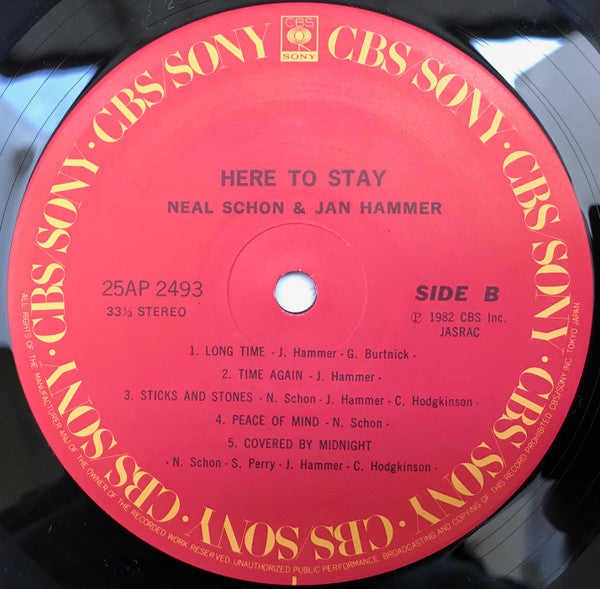 CBS
SONY
CBS/SONY · CBS/SONY · CBS/SONY · CBS/SONY · CBS/SONY · CBS/SONY · CBS/SONY · CBS/SONY
HERE TO STAY
NEAL SCHON & JAN HAMMER
25AP 2493
33⅓ STEREO
SIDE B
Ⓟ 1982 CBS Inc.
JASRAC
1. LONG TIME - J. Hammer - G. Burtnick -
2. TIME AGAIN - J. Hammer -
3. STICKS AND STONES - N. Schon - J. Hammer - C. Hodgkinson -
4. PEACE OF MIND - N. Schon -
5. COVERED BY MIDNIGHT
- N. Schon - S. Perry - J. Hammer - C. Hodgkinson -
ALL RIGHTS OF THE MANUFACTURER AND OF THE OWNER OF THE RECORDED WORK RESERVED. UNAUTHORIZED PUBLIC PERFORMANCE, BROADCASTING AND COPYING OF THIS RECORD PROHIBITED. CBS/SONY INC. TOKYO JAPAN